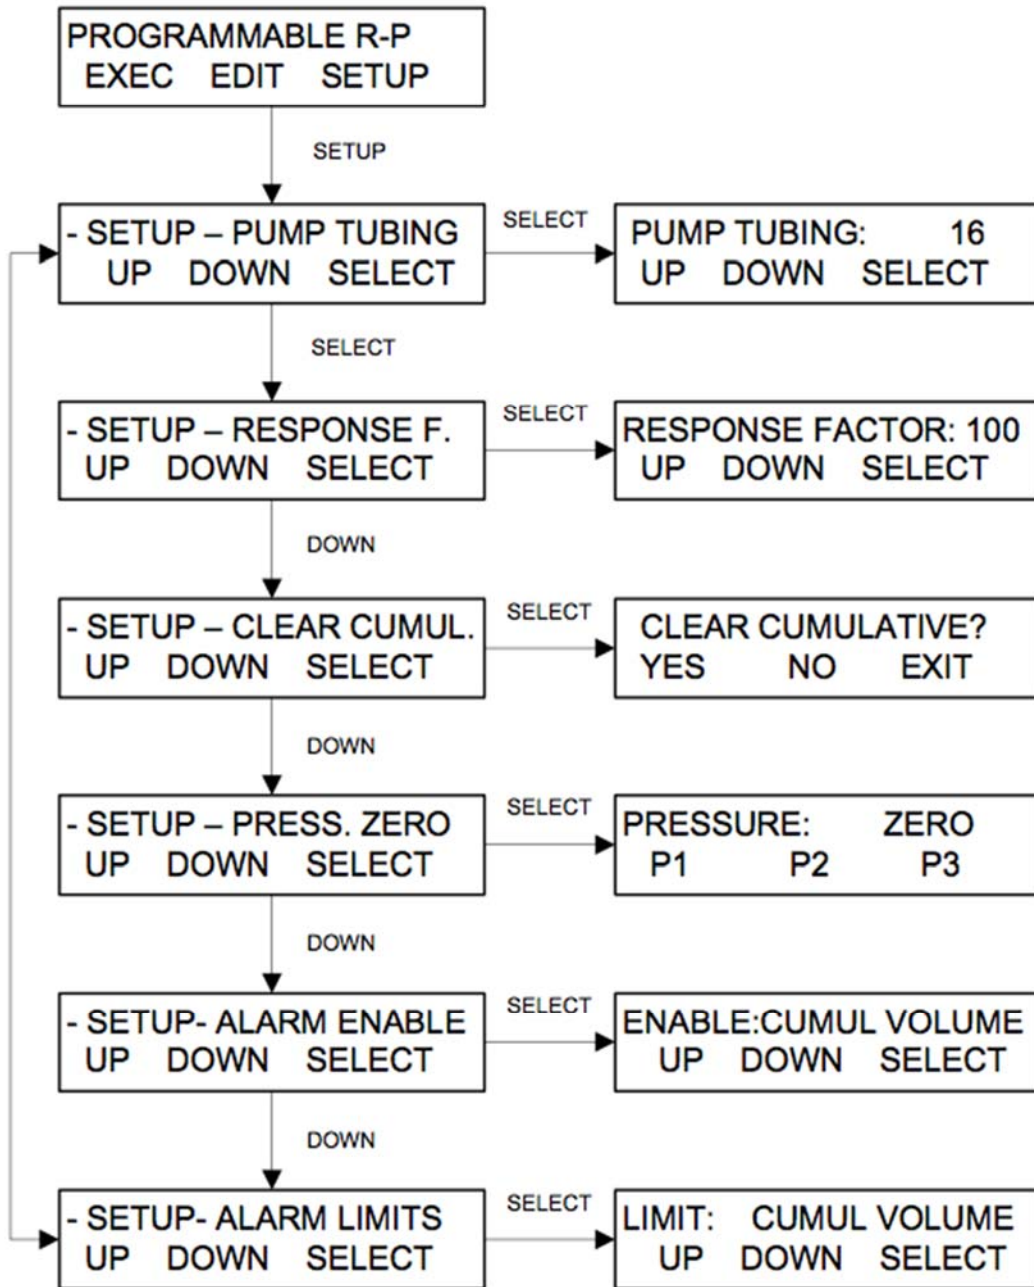 PROGRAMMABLE R-P
EXEC EDIT SETUP
SETUP
- SETUP – PUMP TUBING
UP DOWN SELECT
SELECT
PUMP TUBING: 16
UP DOWN SELECT
SELECT
- SETUP – RESPONSE F.
UP DOWN SELECT
SELECT
RESPONSE FACTOR: 100
UP DOWN SELECT
DOWN
- SETUP – CLEAR CUMUL.
UP DOWN SELECT
SELECT
CLEAR CUMULATIVE?
YES NO EXIT
DOWN
- SETUP – PRESS. ZERO
UP DOWN SELECT
SELECT
PRESSURE: ZERO
P1 P2 P3
DOWN
- SETUP- ALARM ENABLE
UP DOWN SELECT
SELECT
ENABLE:CUMUL VOLUME
UP DOWN SELECT
DOWN
- SETUP- ALARM LIMITS
UP DOWN SELECT
SELECT
LIMIT: CUMUL VOLUME
UP DOWN SELECT